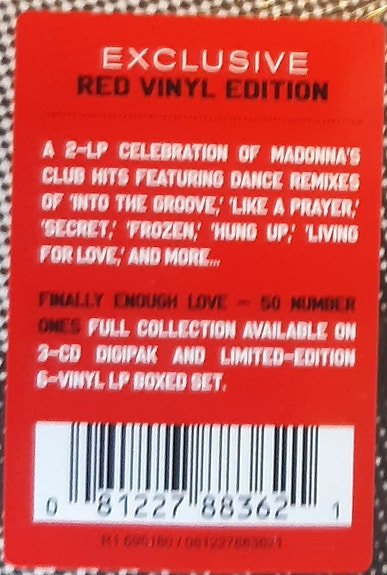 EXCLUSIVE
RED VINYL EDITION
A 2-LP CELEBRATION OF MADONNA'S
CLUB HITS FEATURING DANCE REMIXES
OF 'INTO THE GROOVE,' 'LIKE A PRAYER,'
'SECRET,' 'FROZEN,' 'HUNG UP,' 'LIVING
FOR LOVE,' AND MORE...
FINALLY ENOUGH LOVE – 50 NUMBER
ONES FULL COLLECTION AVAILABLE ON
3-CD DIGIPAK AND LIMITED-EDITION
6-VINYL LP BOXED SET.
0 81227 88362 1